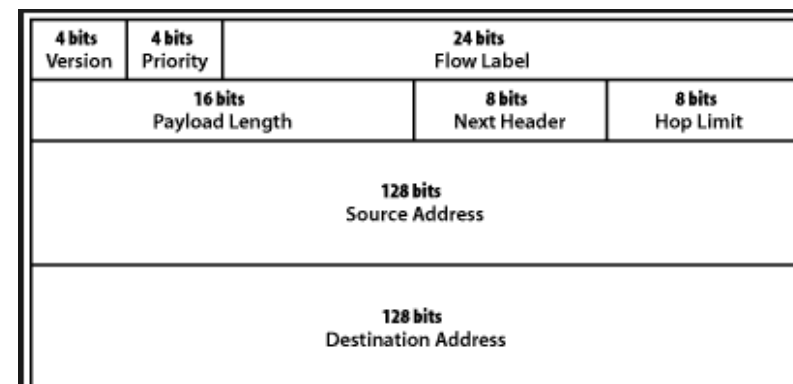 4 bits 4 bits 24 bits
Version Priority Flow Label
16 bits 8 bits 8 bits
Payload Length Next Header Hop Limit
128 bits
Source Address
128 bits
Destination Address